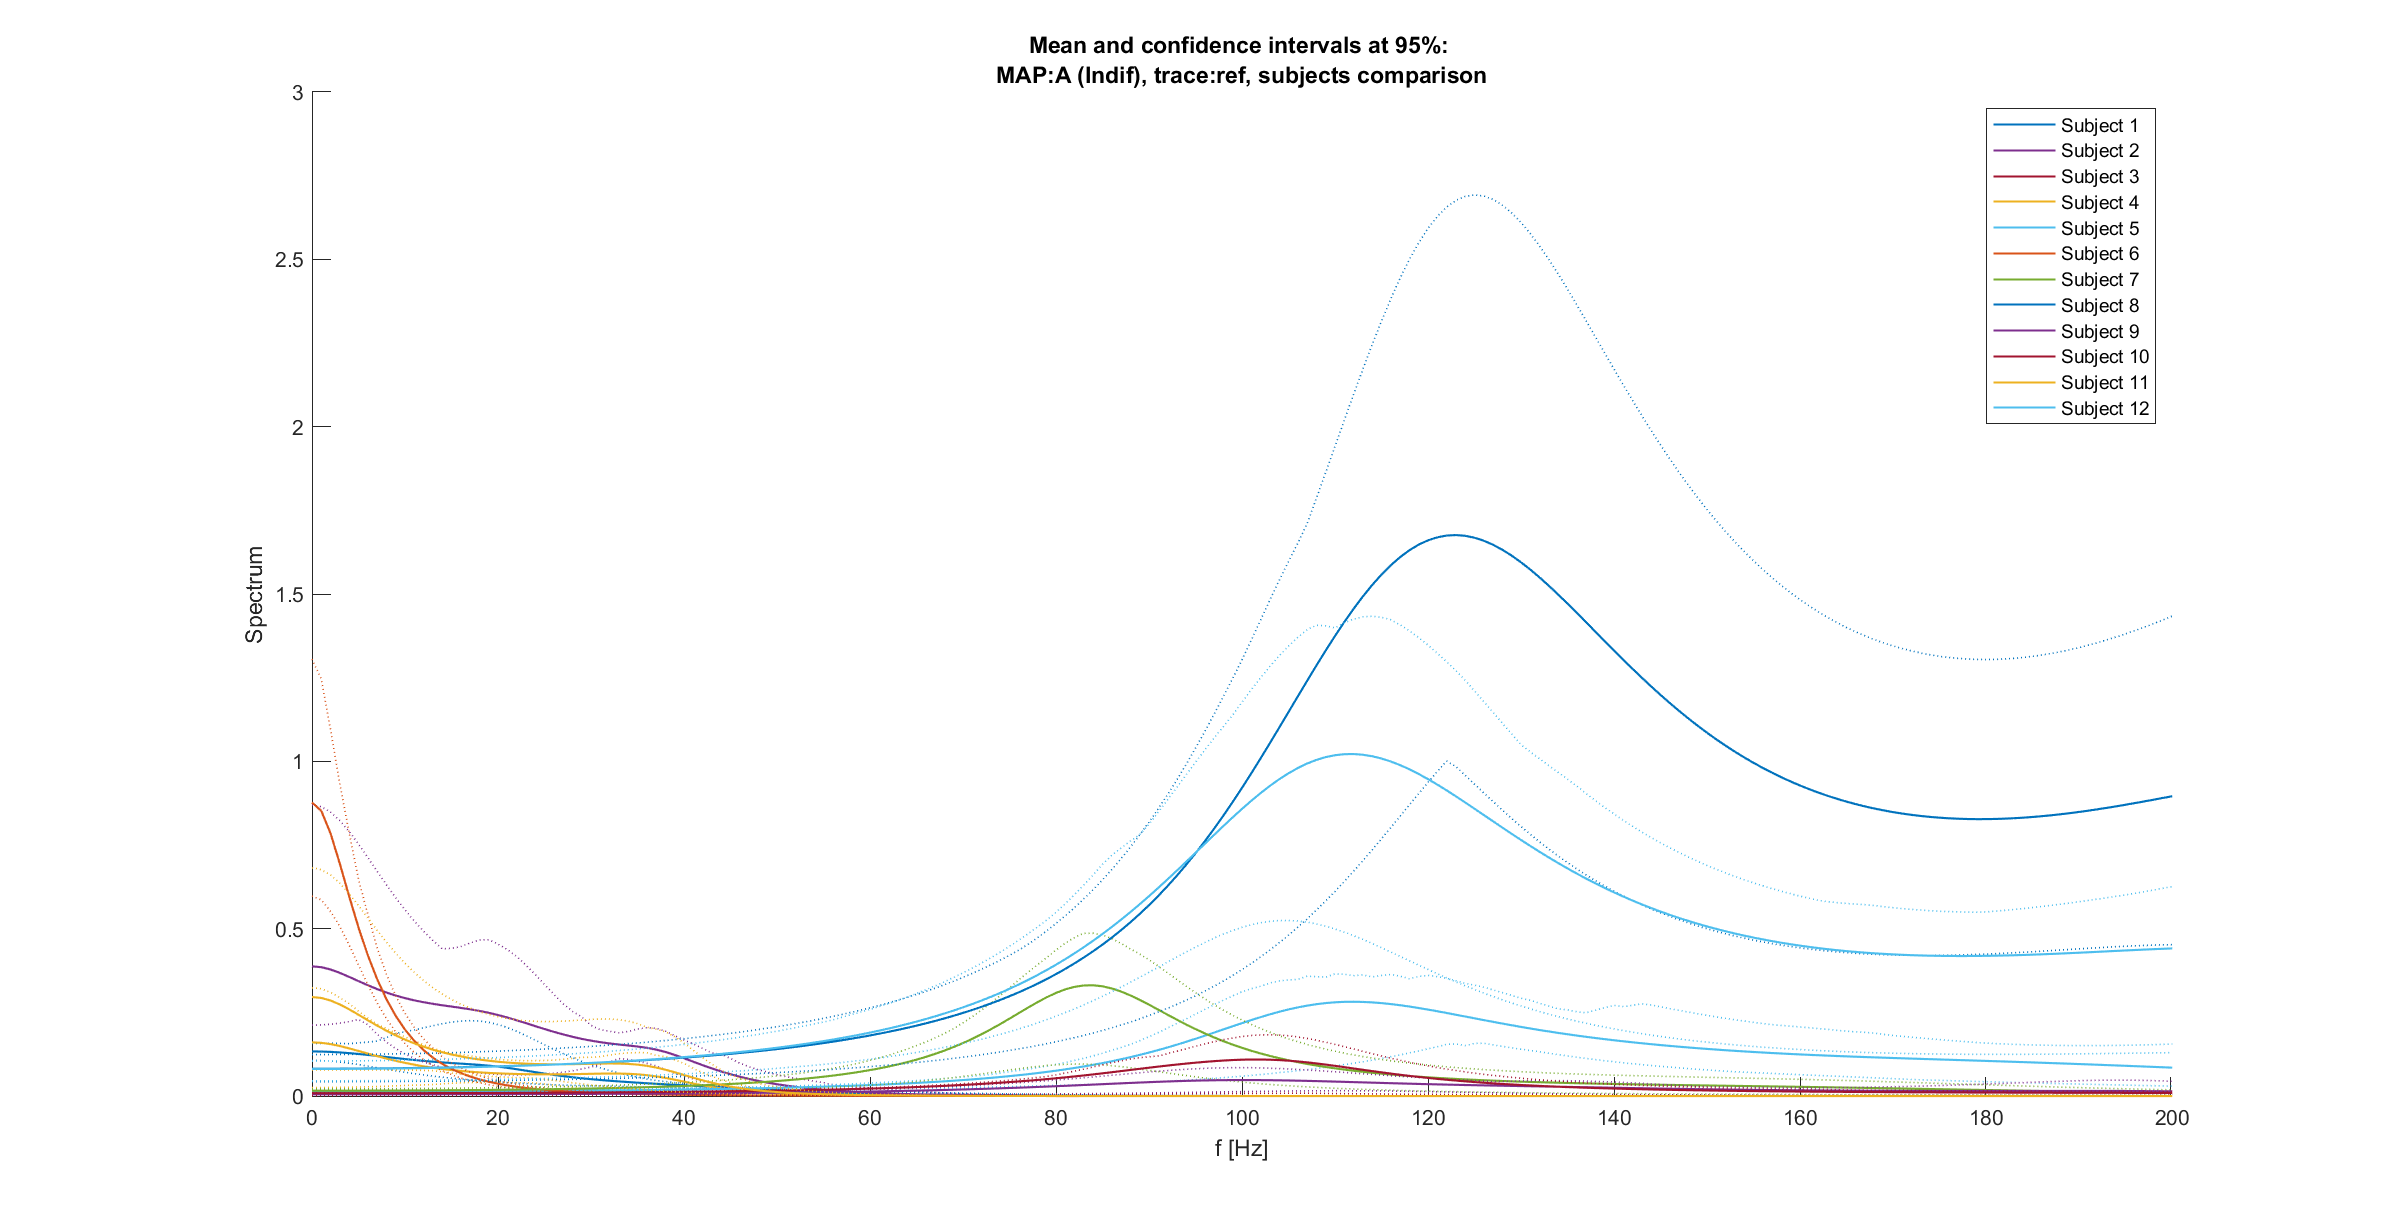 Mean and confidence intervals at 95%:
MAP:A (Indif), trace:ref, subjects comparison
3
2.5
2
1.5
1
0.5
0
Spectrum
Subject 1
Subject 2
Subject 3
Subject 4
Subject 5
Subject 6
Subject 7
Subject 8
Subject 9
Subject 10
Subject 11
Subject 12
0 20 40 60 80 100 120 140 160 180 200
f [Hz]